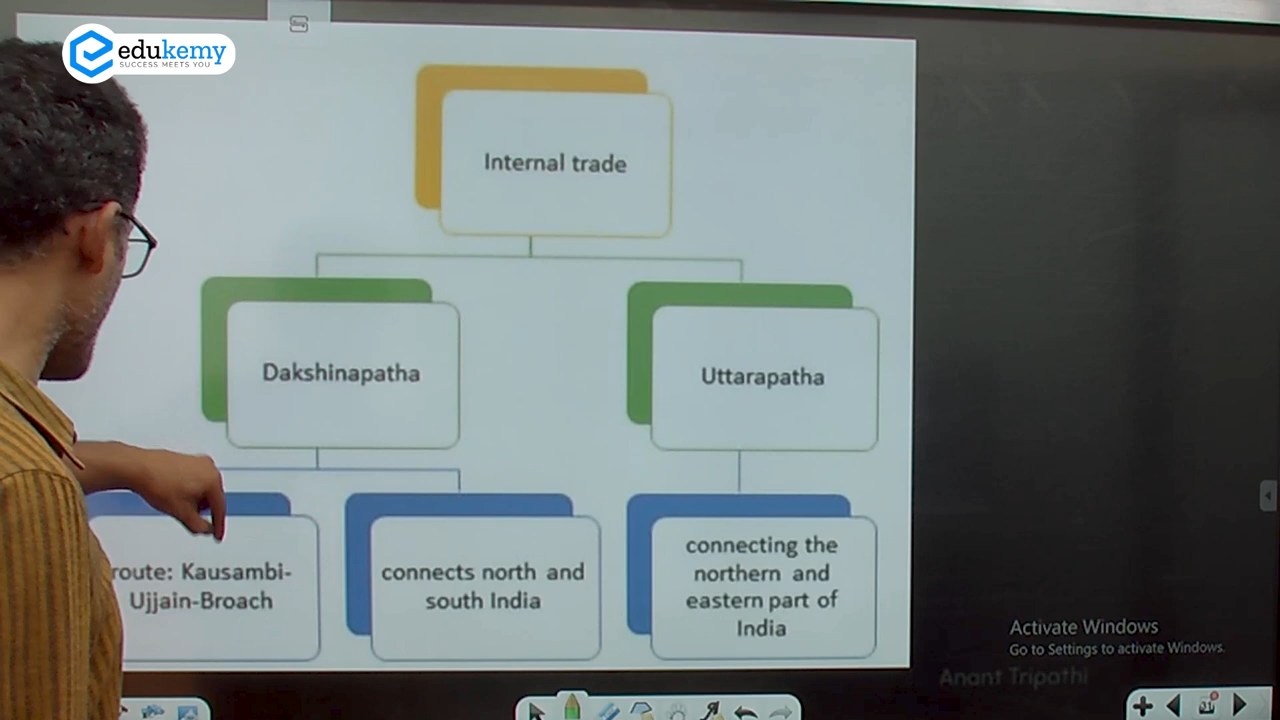 edukemy
SUCCESS MEETS YOU
Internal trade
Dakshinapatha
Uttarapatha
route: Kausambi-
Ujjain-Broach
connects north and
south India
connecting the
northern and
eastern part of
India
Activate Windows
Go to Settings to activate Windows.
Anant Tripathi